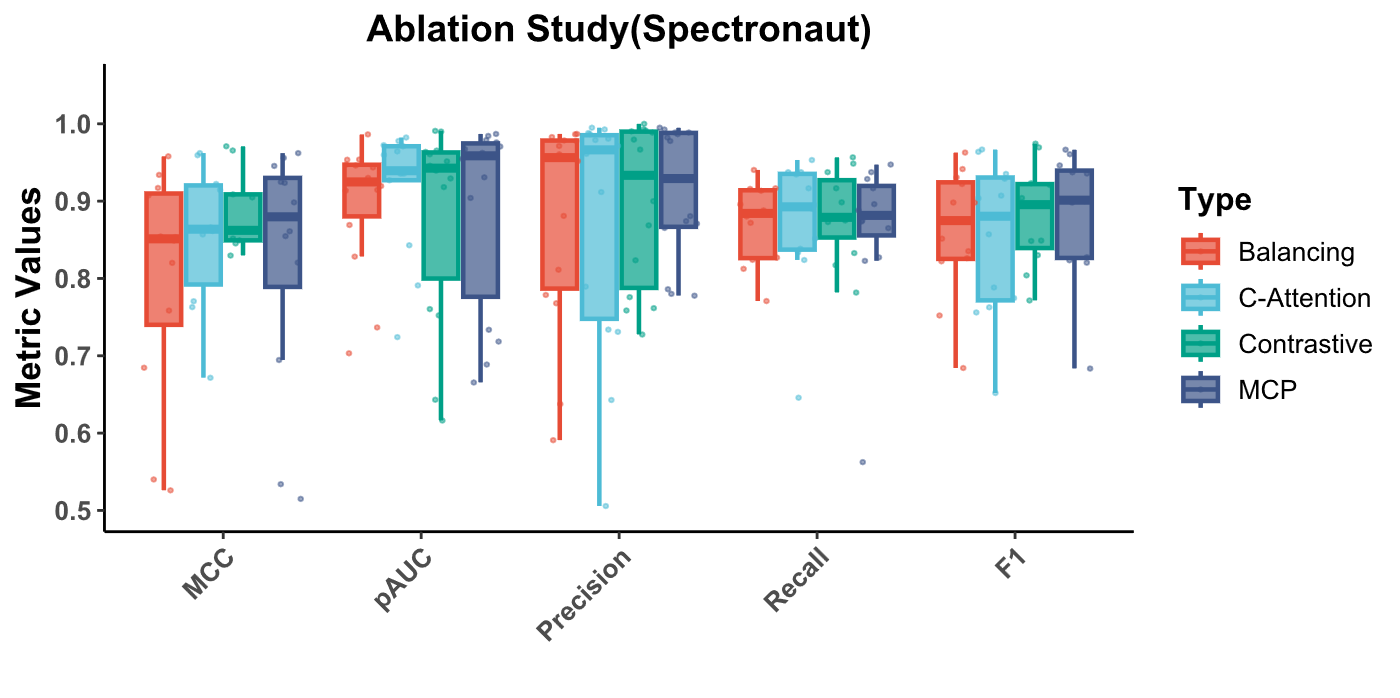 Ablation Study(Spectronaut)
Metric Values
1.0
0.9
0.8
0.7
0.6
0.5
MCC
pAUC
Precision
Recall
F1
Type
Balancing
C-Attention
Contrastive
MCP